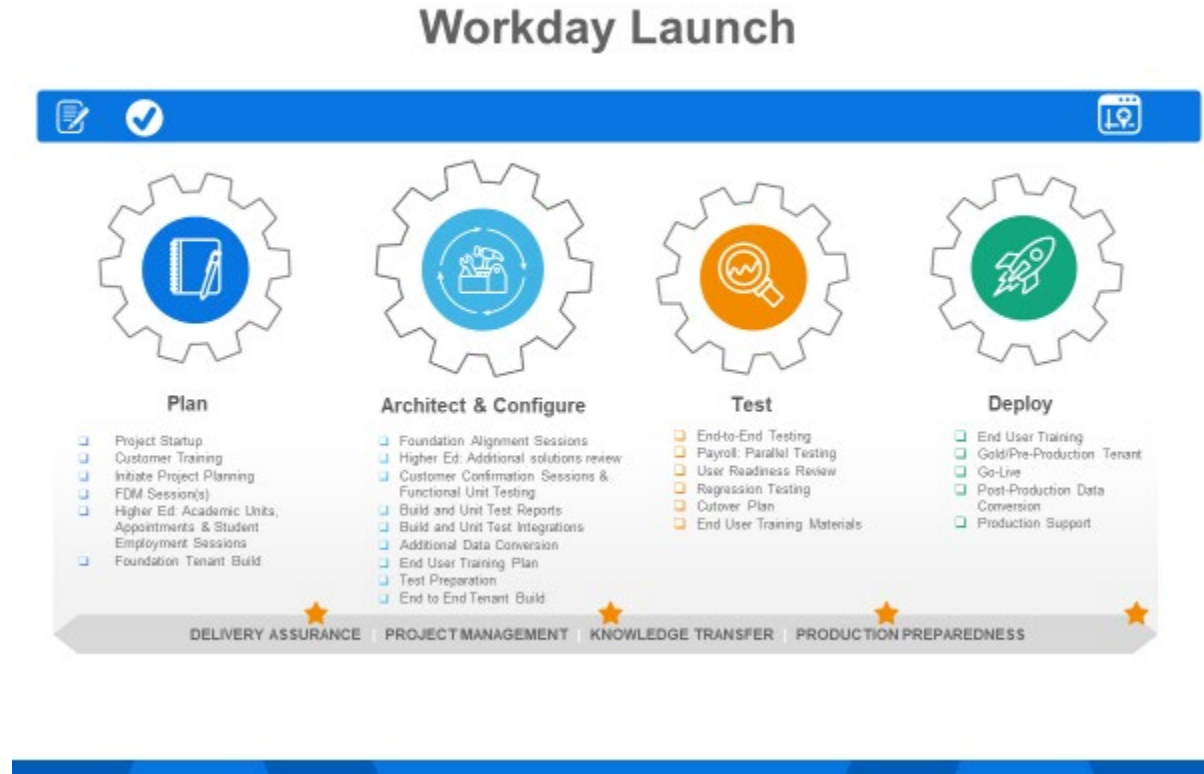 Workday Launch
Plan
Project Startup
Customer Training
Initiate Project Planning
FDM Session(s)
Higher Ed: Academic Units,
Appointments & Student
Employment Sessions
Foundation Tenant Build
Architect & Configure
Foundation Alignment Sessions
Higher Ed: Additional solutions review
Customer Confirmation Sessions &
Functional Unit Testing
Build and Unit Test Reports
Build and Unit Test Integrations
Additional Data Conversion
End User Training Plan
Test Preparation
End to End Tenant Build
Test
End-to-End Testing
Payroll: Parallel Testing
User Readiness Review
Regression Testing
Cutover Plan
End User Training Materials
Deploy
End User Training
Gold/Pre-Production Tenant
Go-Live
Post-Production Data
Conversion
Production Support
DELIVERY ASSURANCE | PROJECT MANAGEMENT | KNOWLEDGE TRANSFER | PRODUCTION PREPAREDNESS